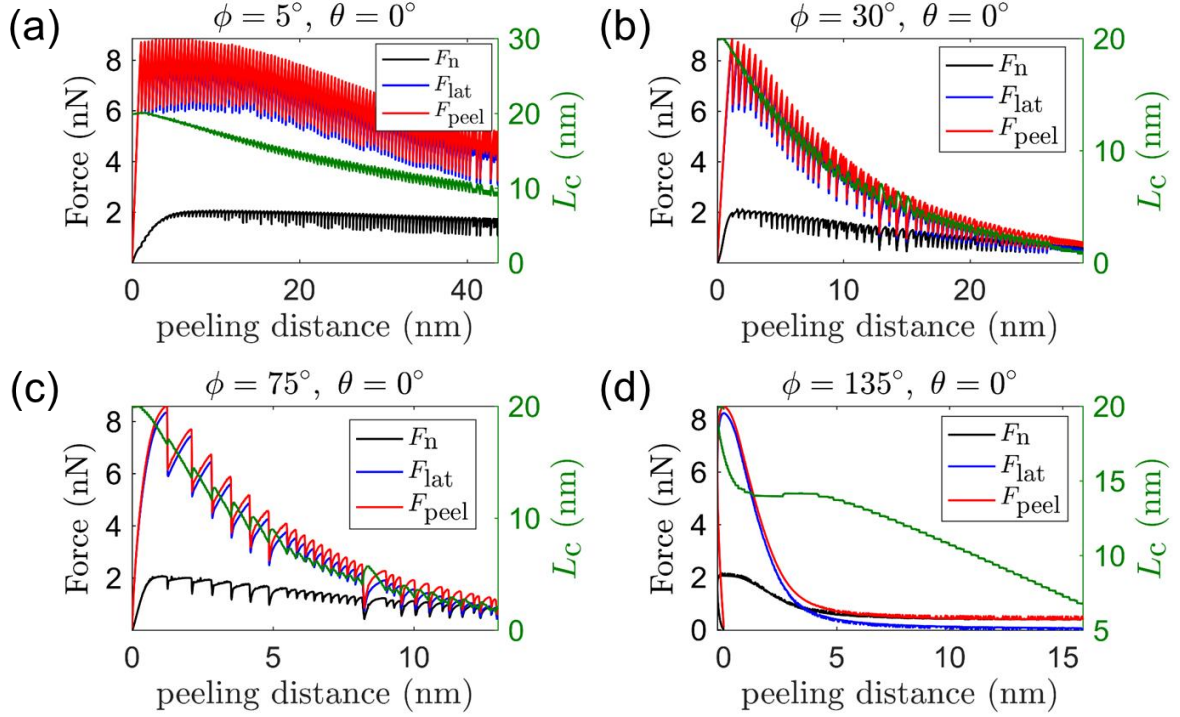 (a)
ϕ = 5°, θ = 0°
8
6
4
2
0
20
40
30
20
10
0
Force (nN)
L_C (nm)
peeling distance (nm)
F_n
F_lat
F_peel
(b)
ϕ = 30°, θ = 0°
8
6
4
2
0
0
10
20
20
10
0
Force (nN)
L_C (nm)
peeling distance (nm)
F_n
F_lat
F_peel
(c)
ϕ = 75°, θ = 0°
8
6
4
2
0
0
5
10
20
10
0
Force (nN)
L_C (nm)
peeling distance (nm)
F_n
F_lat
F_peel
(d)
ϕ = 135°, θ = 0°
8
6
4
2
0
0
5
10
15
20
15
10
5
Force (nN)
L_C (nm)
peeling distance (nm)
F_n
F_lat
F_peel